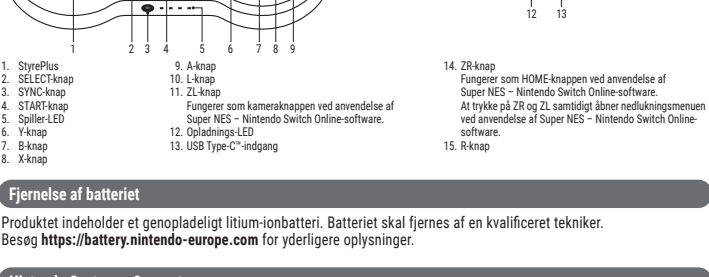 12 13
1 2 3 4 5 6 7 8 9
1. StyrePlus
2. SELECT-knap
3. SYNC-knap
4. START-knap
5. Spiller-LED
6. Y-knap
7. B-knap
8. X-knap
9. A-knap
10. L-knap
11. ZL-knap
Fungerer som kameraknappen ved anvendelse af
Super NES – Nintendo Switch Online-software.
12. Opladnings-LED
13. USB Type-C™-indgang
14. ZR-knap
Fungerer som HOME-knappen ved anvendelse af
Super NES – Nintendo Switch Online-software.
At trykke på ZR og ZL samtidigt åbner nedlukningsmenuen
ved anvendelse af Super NES – Nintendo Switch Online-
software.
15. R-knap
Fjernelse af batteriet
Produktet indeholder et genopladeligt litium-ionbatteri. Batteriet skal fjernes af en kvalificeret tekniker.
Besøg https://battery.nintendo-europe.com for yderligere oplysninger.